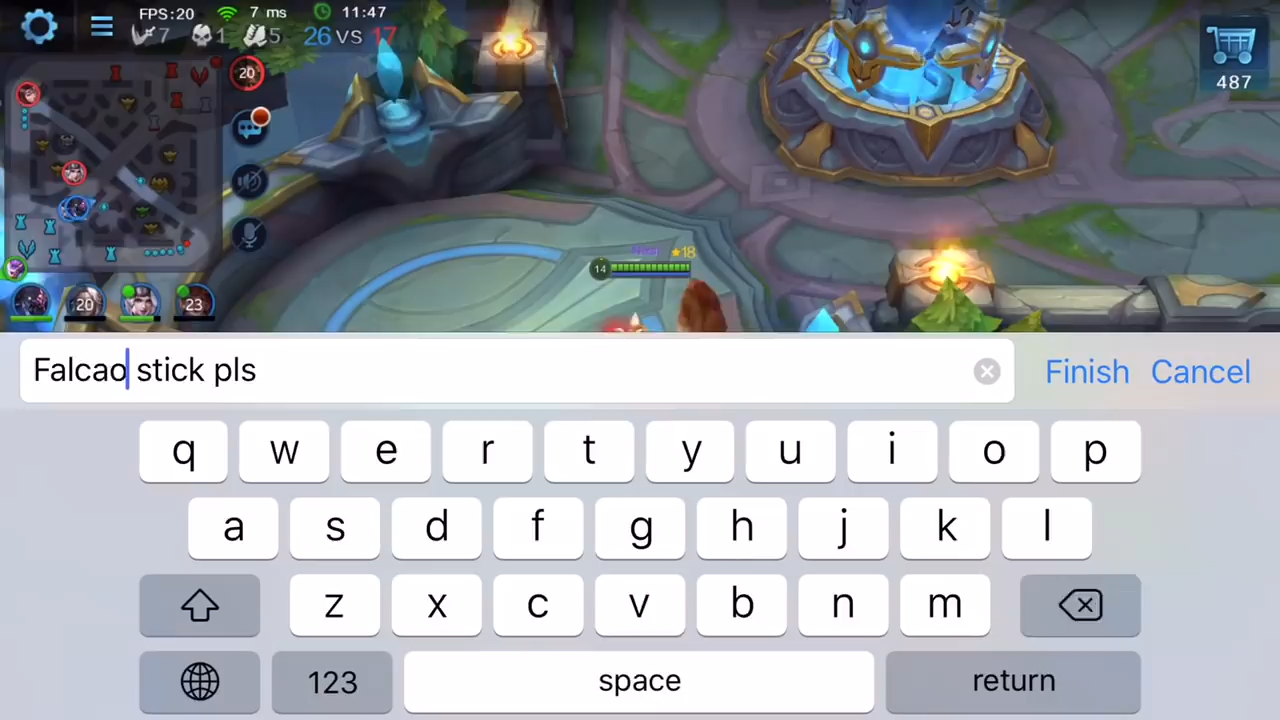 FPS:20 7 ms 11:47
7 1 5 26 VS 17
20
487
18
14
20 23
Falcao stick pls Finish Cancel
q w e r t y u i o p
a s d f g h j k l
z x c v b n m
123 space return